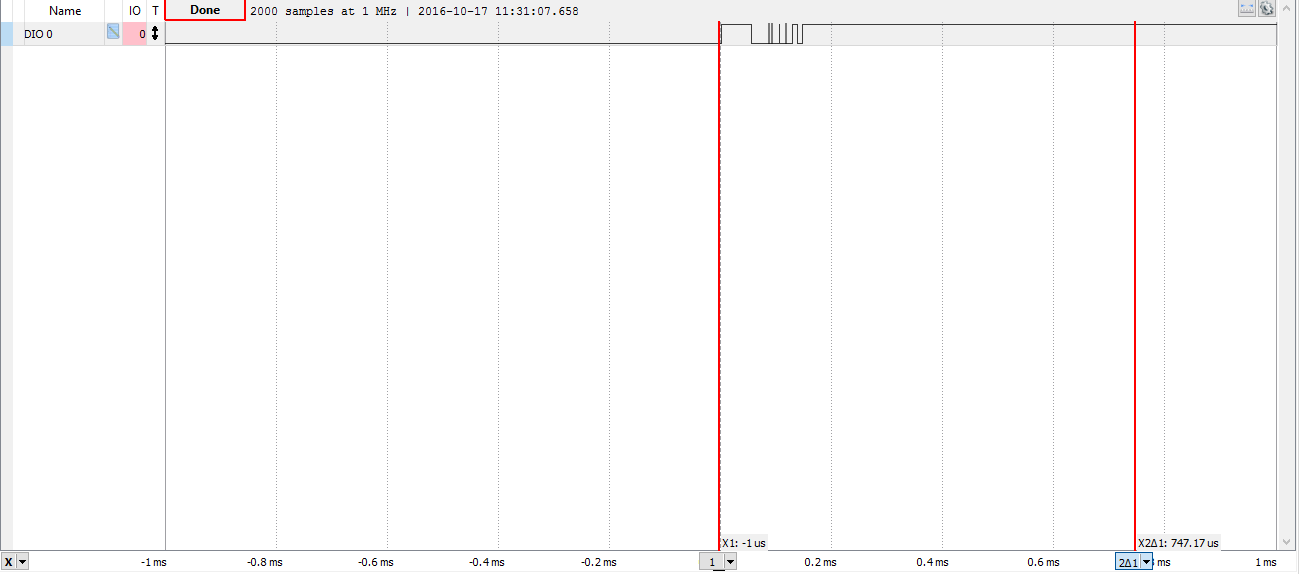 Name IO T Done 2000 samples at 1 MHz | 2016-10-17 11:31:07.658
DIO 0 0
X1: -1 us X2Δ1: 747.17 us
X -1 ms -0.8 ms -0.6 ms -0.4 ms -0.2 ms 1 0.2 ms 0.4 ms 0.6 ms 2Δ1 ms 1 ms